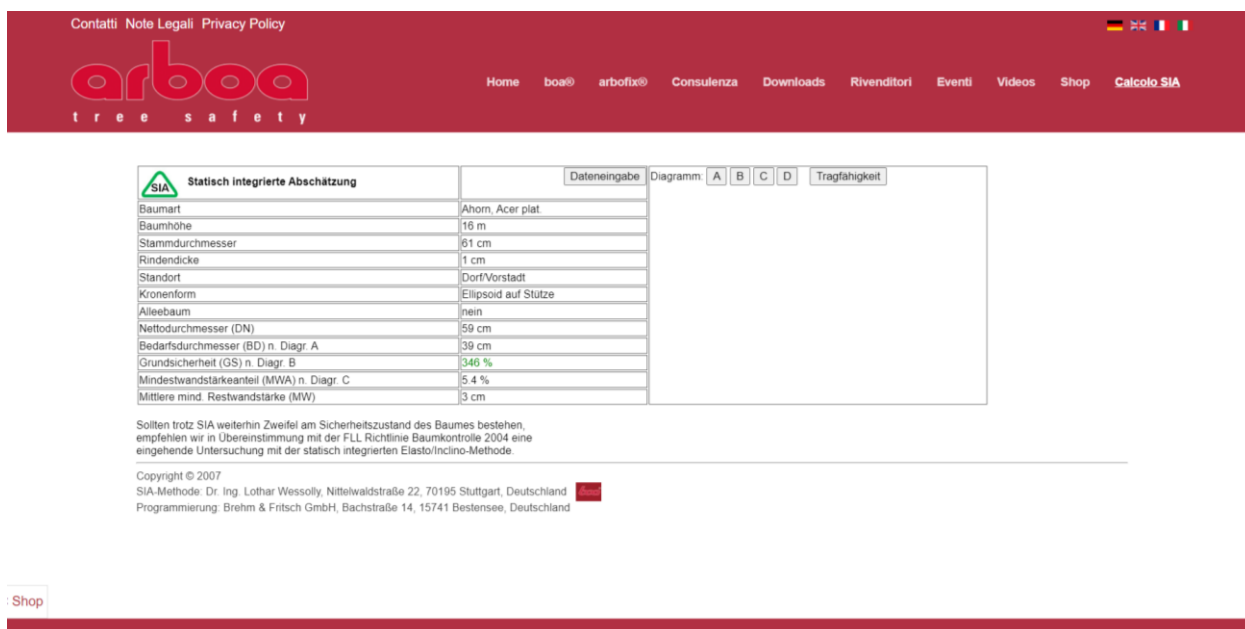 Contatti Note Legali Privacy Policy
arboa
tree safety
Home boa® arbofix® Consulenza Downloads Rivenditori Eventi Videos Shop Calcolo SIA
SIA Statisch integrierte Abschätzung Dateneingabe Diagramm: A B C D Tragfähigkeit
Baumart Ahorn, Acer plat.
Baumhöhe 16 m
Stammdurchmesser 61 cm
Rindendicke 1 cm
Standort Dorf/Vorstadt
Kronenform Ellipsoid auf Stütze
Alleebaum nein
Nettodurchmesser (DN) 59 cm
Bedarfsdurchmesser (BD) n. Diagr. A 39 cm
Grundsicherheit (GS) n. Diagr. B 346 %
Mindestwandstärkeanteil (MWA) n. Diagr. C 5.4 %
Mittlere mind. Restwandstärke (MW) 3 cm
Sollten trotz SIA weiterhin Zweifel am Sicherheitszustand des Baumes bestehen,
empfehlen wir in Übereinstimmung mit der FLL Richtlinie Baumkontrolle 2004 eine
eingehende Untersuchung mit der statisch integrierten Elasto/Inclino-Methode.
Copyright © 2007
SIA-Methode: Dr. Ing. Lothar Wessolly, Nittelwaldstraße 22, 70195 Stuttgart, Deutschland
Programmierung: Brehm & Fritsch GmbH, Bachstraße 14, 15741 Bestensee, Deutschland
Shop